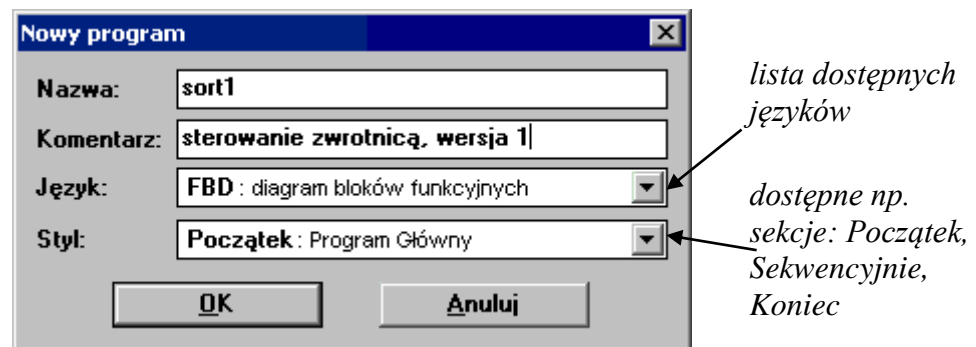 Nowy program
Nazwa: sort1
Komentarz: sterowanie zwrotnicą, wersja 1
Język: FBD : diagram bloków funkcyjnych
Styl: Początek : Program Główny
OK Anuluj
lista dostępnych
języków
dostępne np.
sekcje: Początek,
Sekwencyjnie,
Koniec